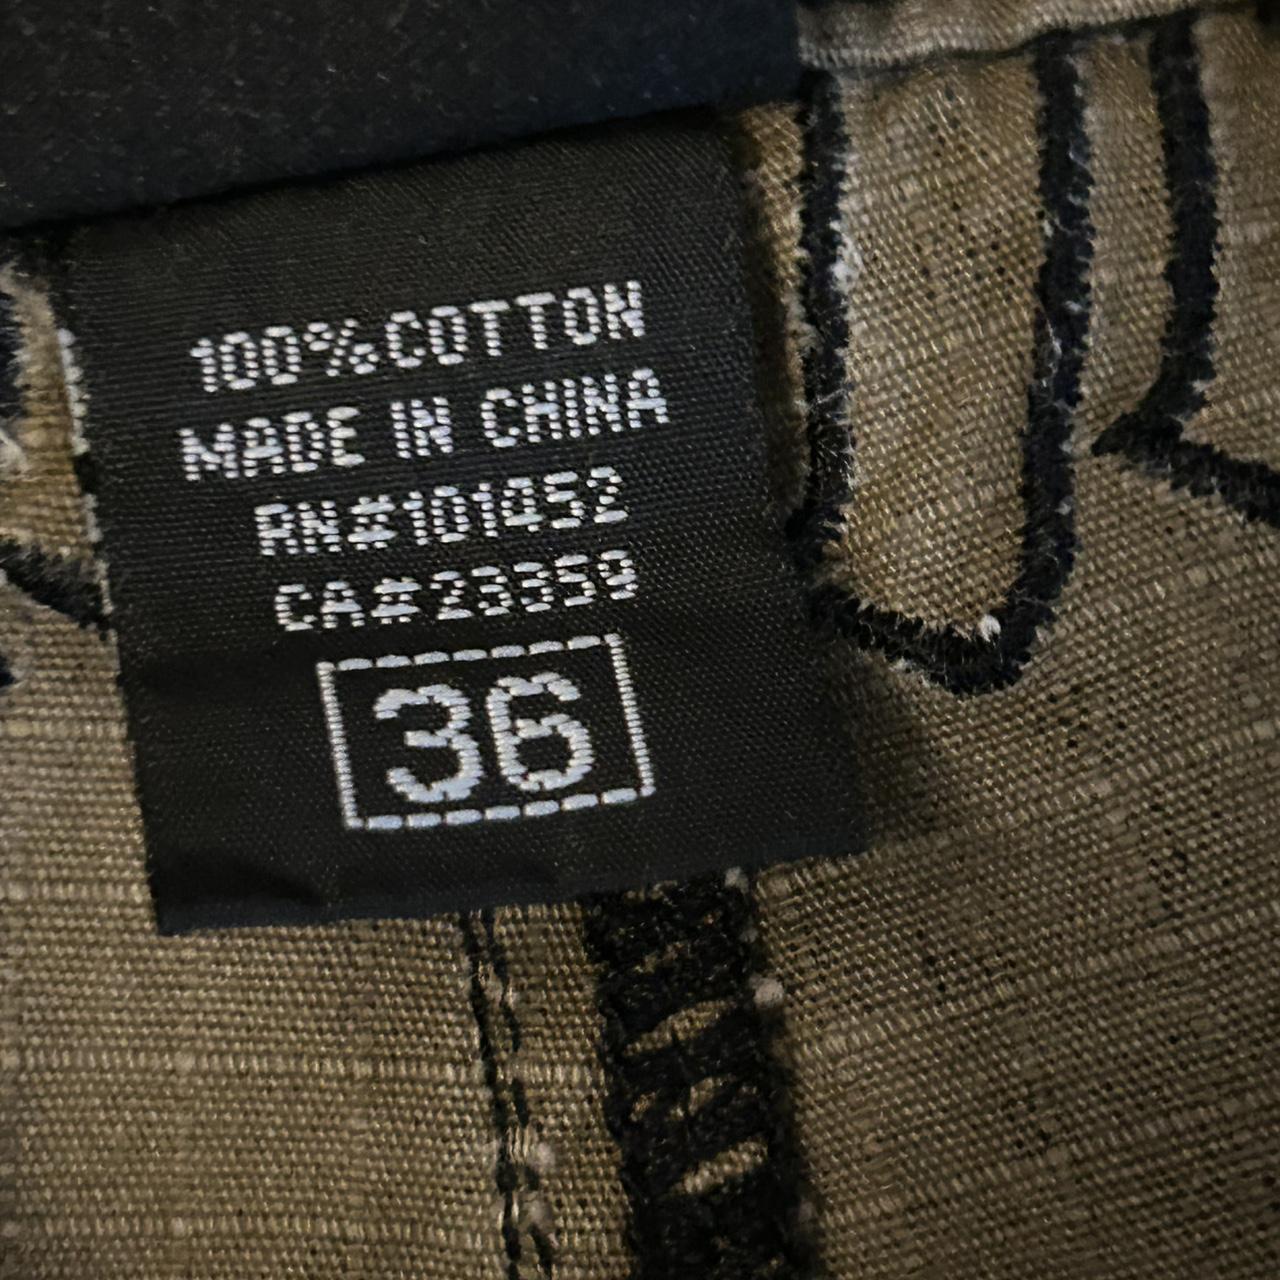 100%COTTON
MADE IN CHINA
RN#101452
CA#23359
36